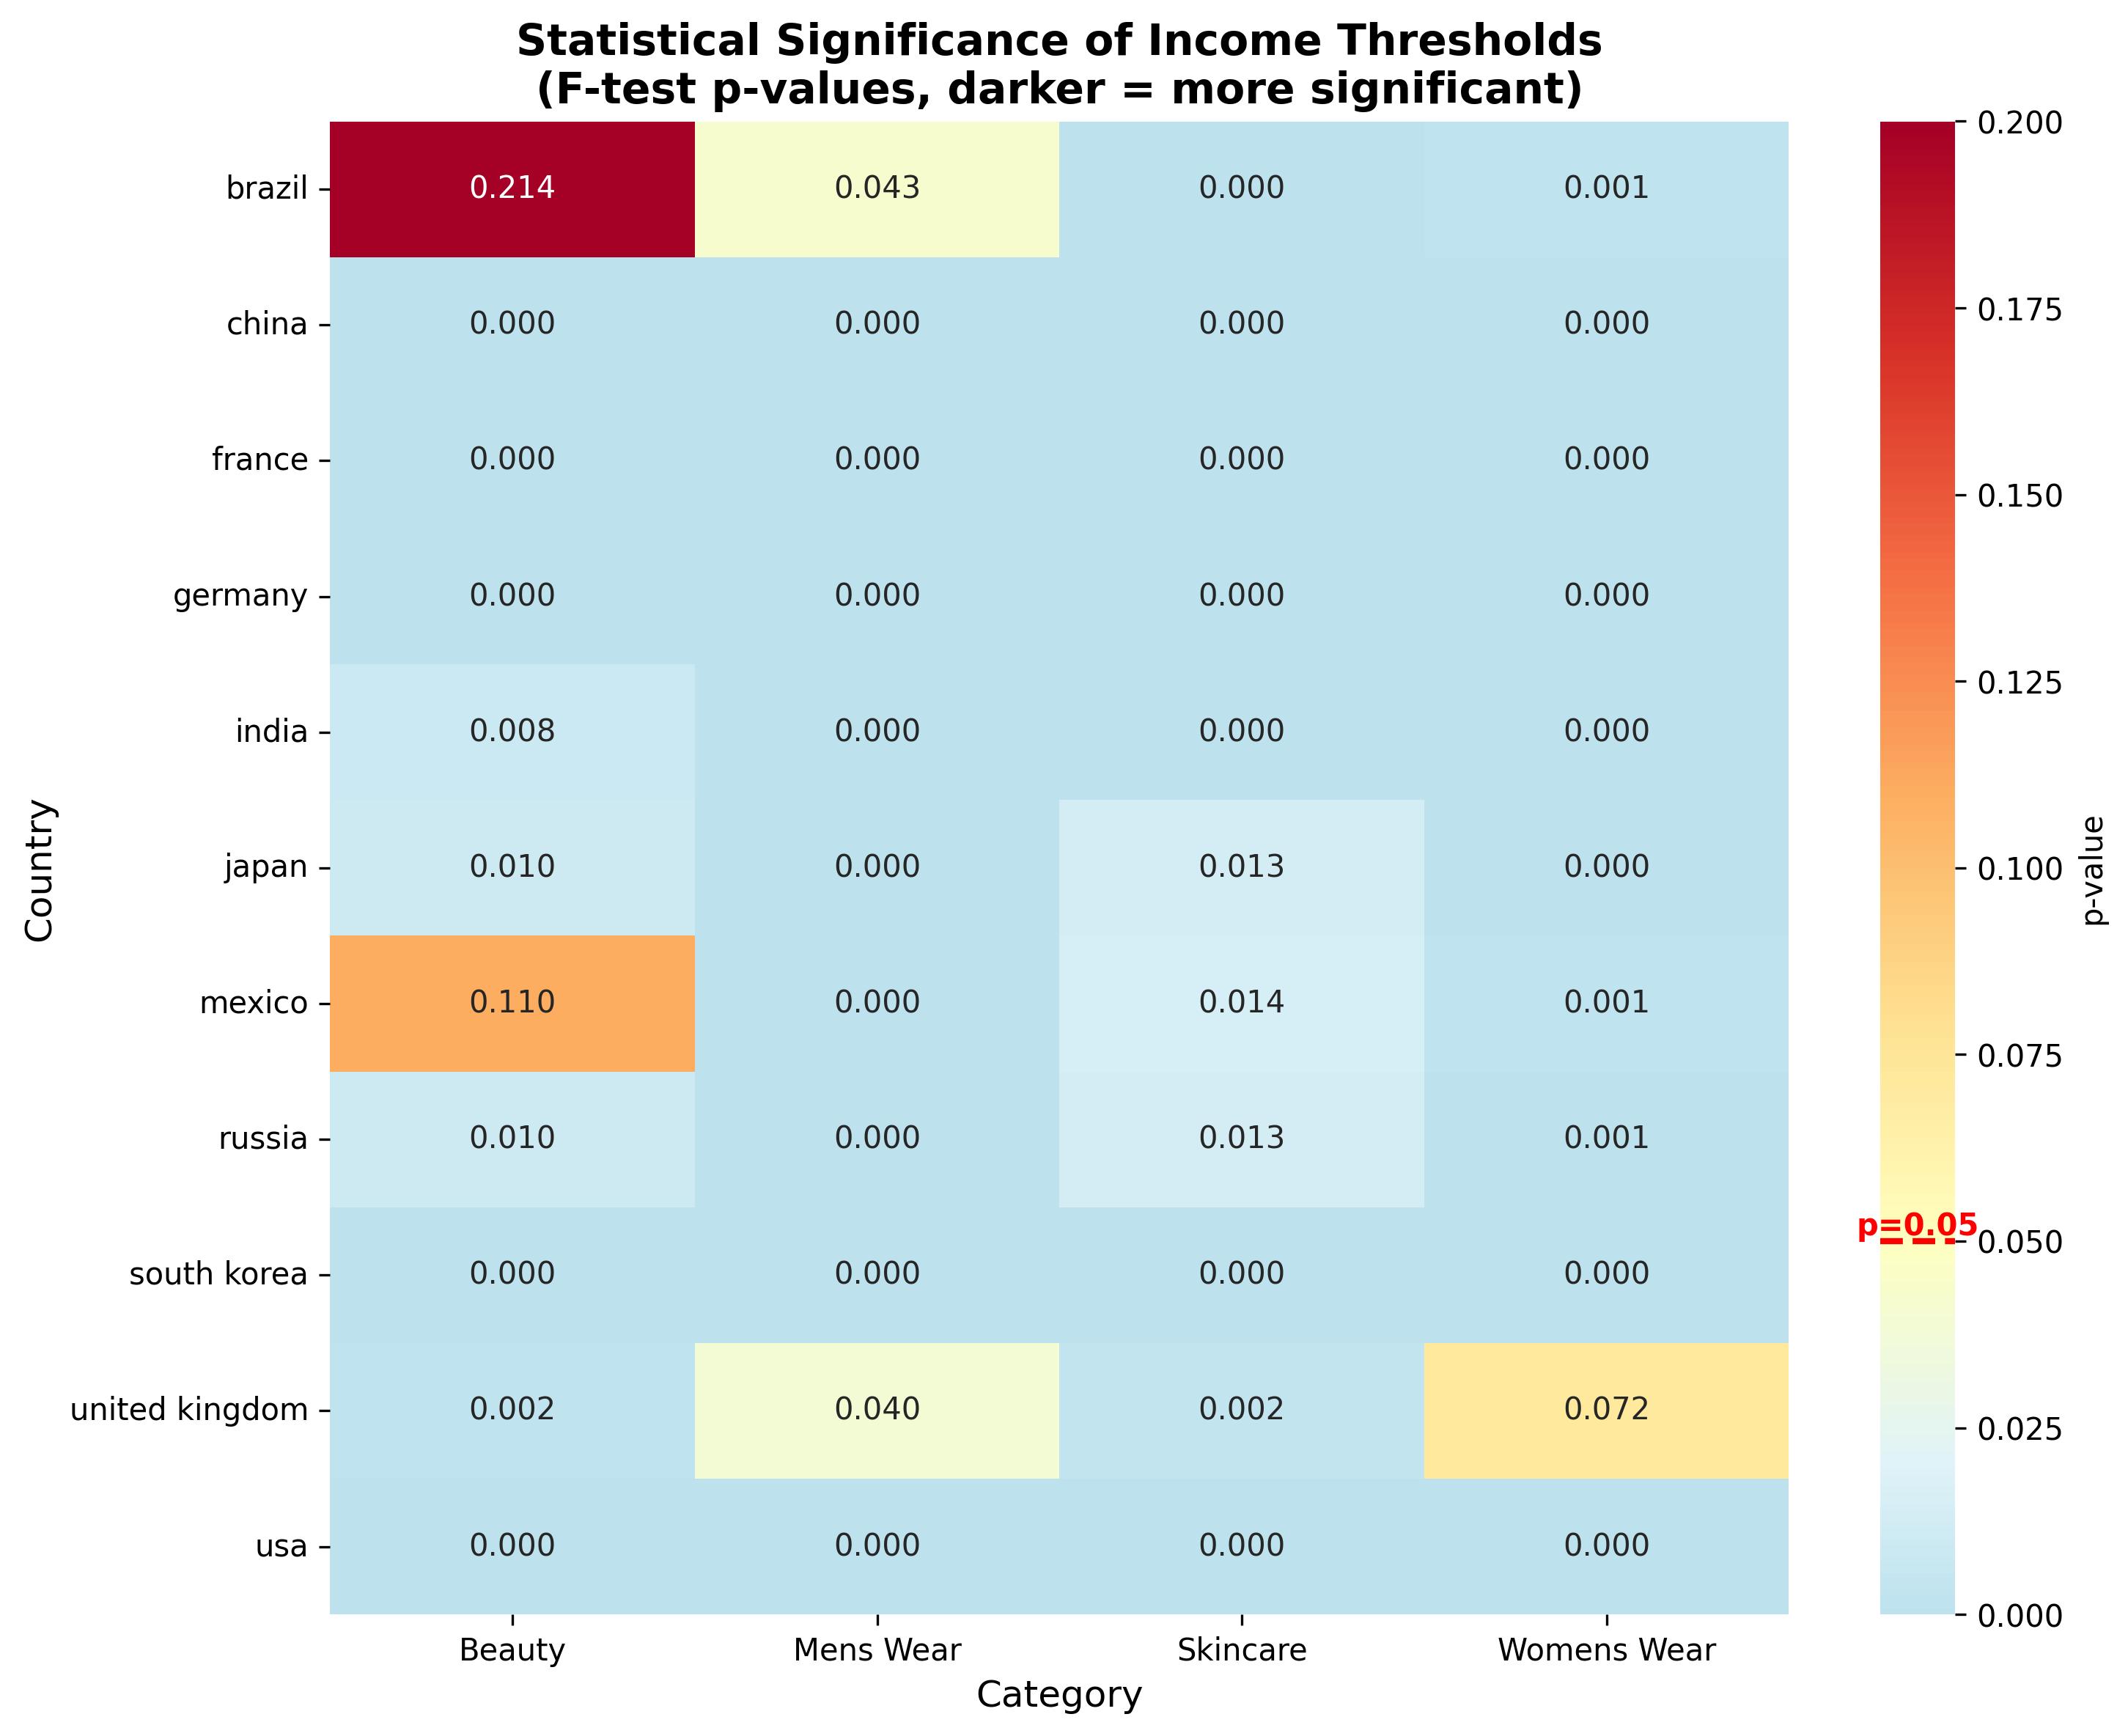 Statistical Significance of Income Thresholds
(F-test p-values, darker = more significant)
Country
brazil 0.214 0.043 0.000 0.001
china 0.000 0.000 0.000 0.000
france 0.000 0.000 0.000 0.000
germany 0.000 0.000 0.000 0.000
india 0.008 0.000 0.000 0.000
japan 0.010 0.000 0.013 0.000
mexico 0.110 0.000 0.014 0.001
russia 0.010 0.000 0.013 0.001
south korea 0.000 0.000 0.000 0.000
united kingdom 0.002 0.040 0.002 0.072
usa 0.000 0.000 0.000 0.000
Beauty Mens Wear Skincare Womens Wear
Category
0.200
0.175
0.150
0.125
0.100
0.075
p=0.05
0.050
0.025
0.000
p-value